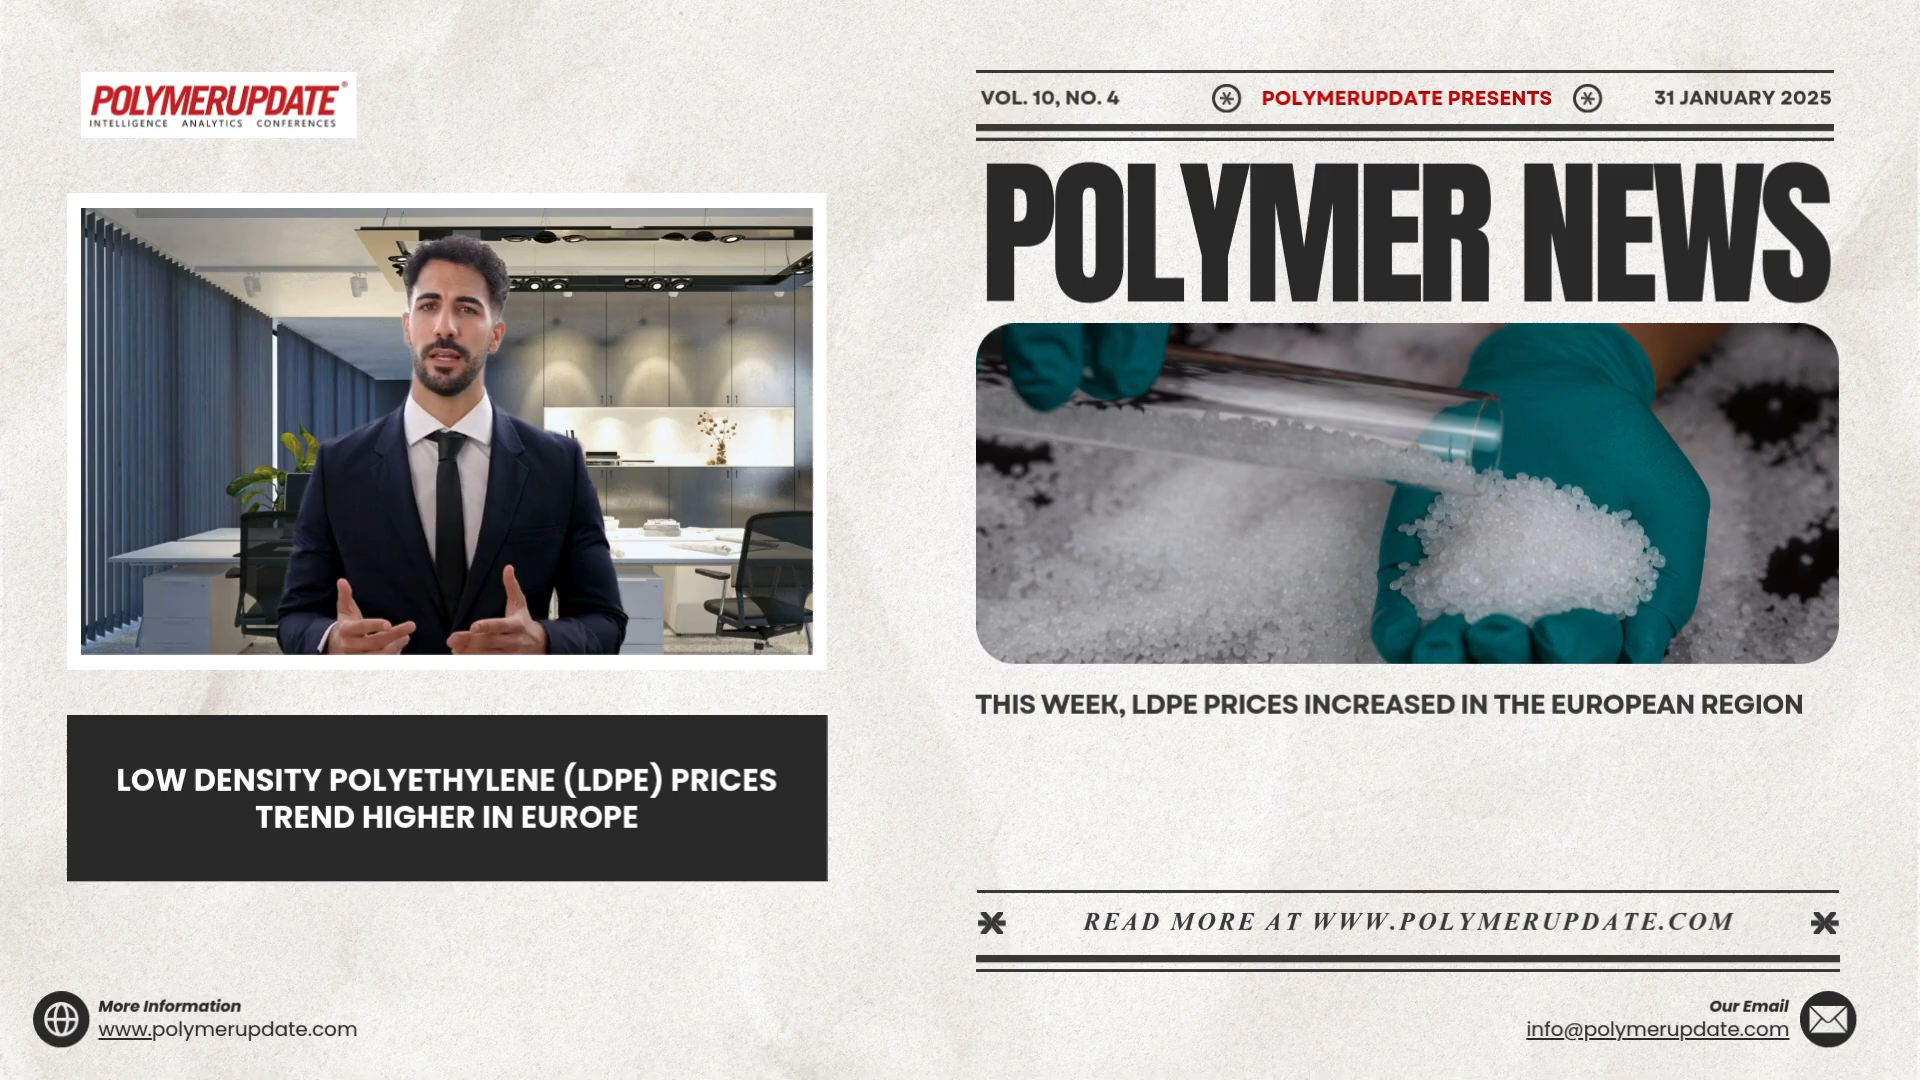 POLYMERUPDATE®
INTELLIGENCE ANALYTICS CONFERENCES
LOW DENSITY POLYETHYLENE (LDPE) PRICES
TREND HIGHER IN EUROPE
More Information
www.polymerupdate.com
VOL. 10, NO. 4 POLYMERUPDATE PRESENTS 31 JANUARY 2025
POLYMER NEWS
THIS WEEK, LDPE PRICES INCREASED IN THE EUROPEAN REGION
READ MORE AT WWW.POLYMERUPDATE.COM
Our Email
info@polymerupdate.com